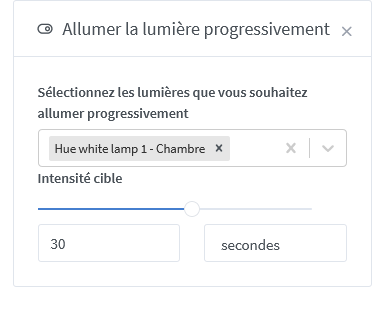 Allumer la lumière progressivement
Sélectionnez les lumières que vous souhaitez
allumer progressivement
Hue white lamp 1 - Chambre
Intensité cible
30
secondes